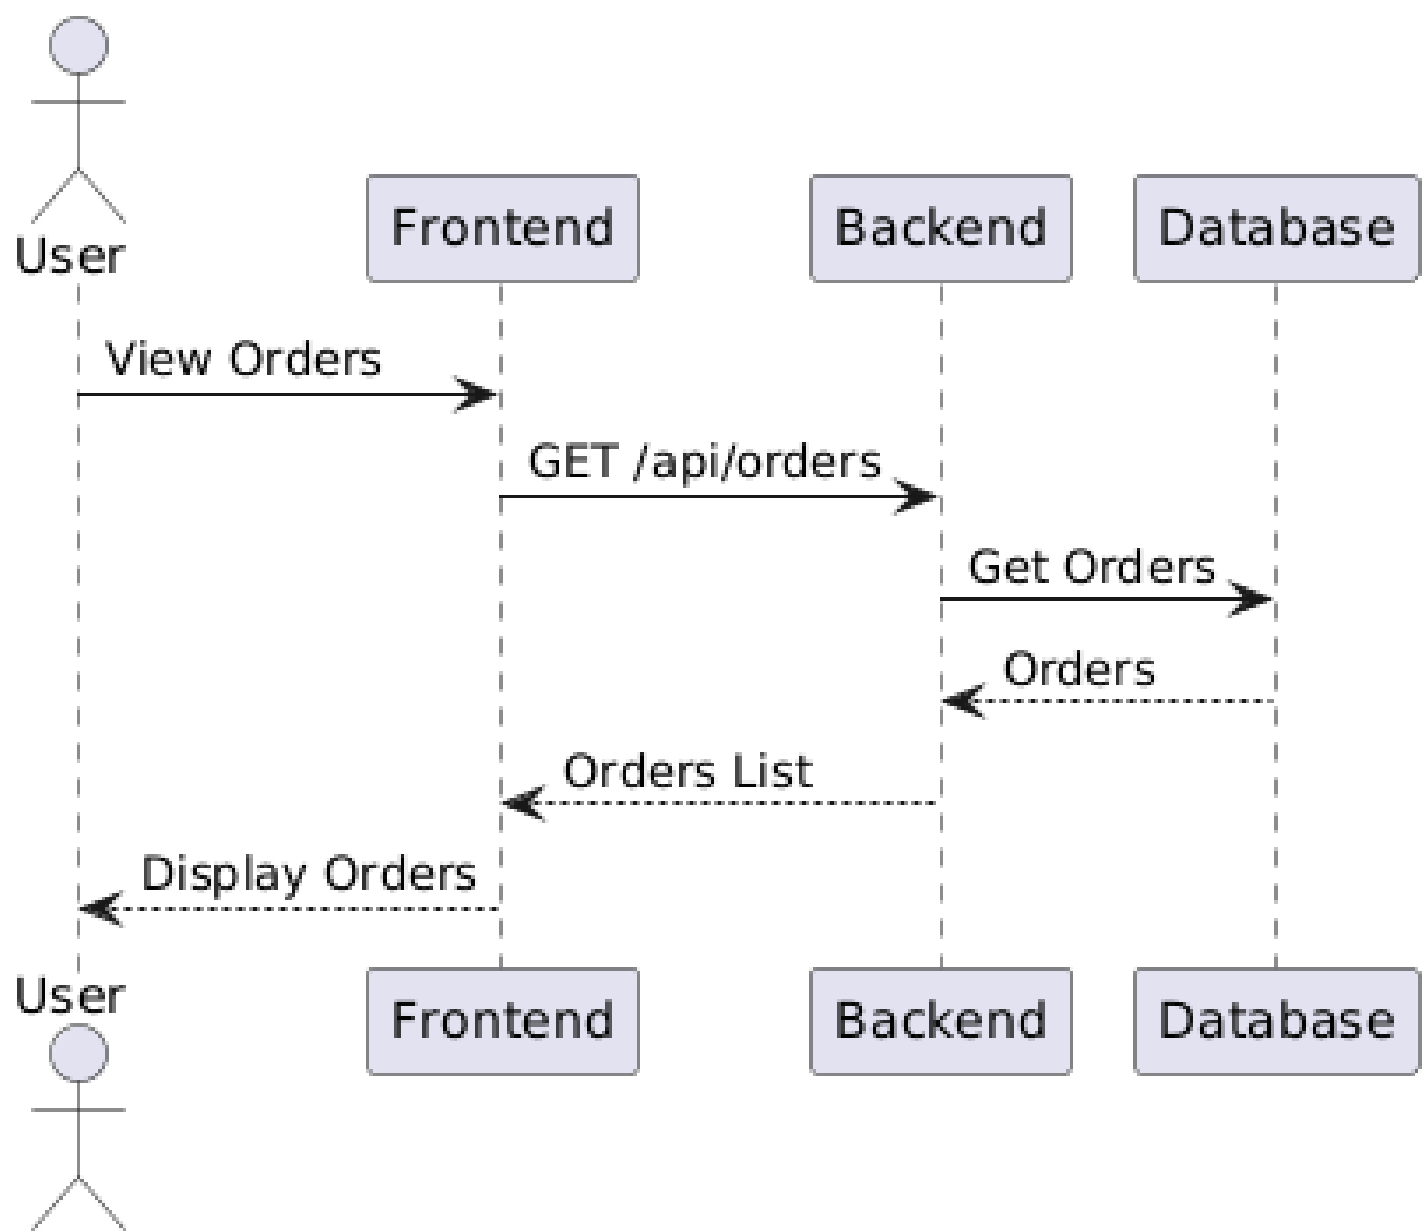 User
Frontend
Backend
Database
View Orders
GET /api/orders
Get Orders
Orders
Orders List
Display Orders
User
Frontend
Backend
Database